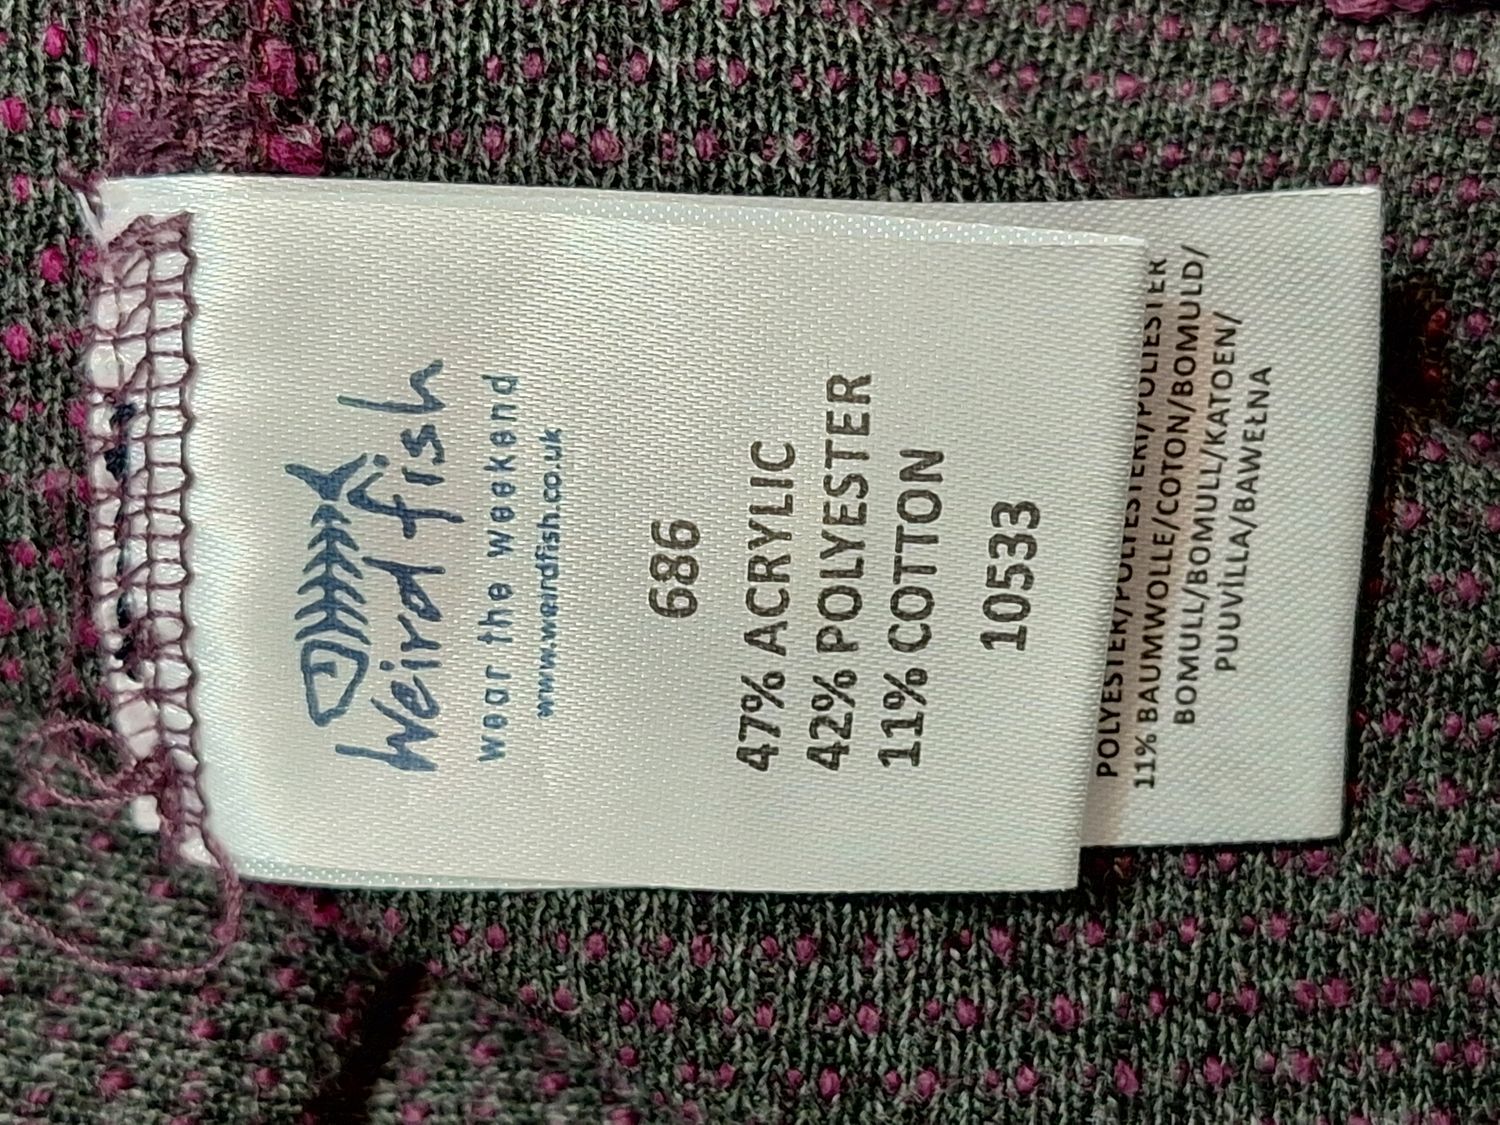 Weird fish
wear the weekend
www.weirdfish.co.uk
686
47% ACRYLIC
42% POLYESTER
11% COTTON
10533
POLYESTER/POLYESTER/POLYESTERI/POLIESTER
11% BAUMWOLLE/COTON/BOMULD/
BOMULL/BOMULL/KATOEN/
PUUVILLA/BAWEŁNA